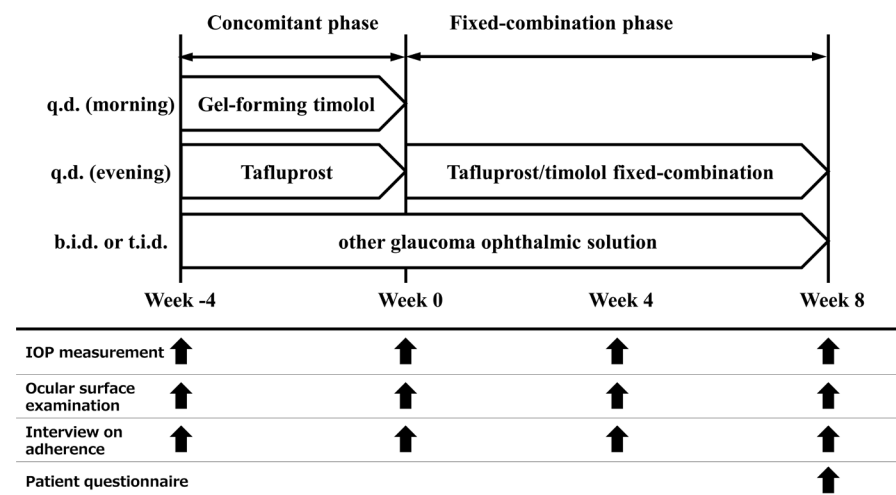 Concomitant phase
Fixed-combination phase
q.d. (morning)
Gel-forming timolol
q.d. (evening)
Tafluprost
Tafluprost/timolol fixed-combination
b.i.d. or t.i.d.
other glaucoma ophthalmic solution
Week -4
Week 0
Week 4
Week 8
IOP measurement
Ocular surface
examination
Interview on
adherence
Patient questionnaire